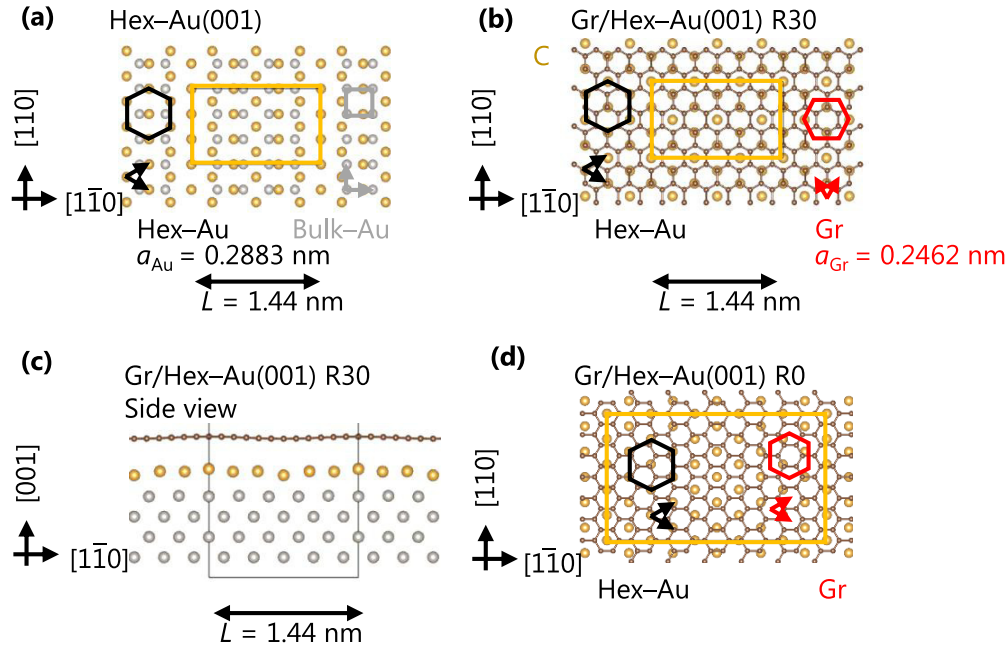 (a)
Hex–Au(001)
[110]
[11̅0]
Hex–Au
aAu = 0.2883 nm
Bulk–Au
L = 1.44 nm
(b)
Gr/Hex–Au(001) R30
C
[110]
[11̅0]
Hex–Au
Gr
aGr = 0.2462 nm
L = 1.44 nm
(c)
Gr/Hex–Au(001) R30
Side view
[001]
[11̅0]
L = 1.44 nm
(d)
Gr/Hex–Au(001) R0
[110]
[11̅0]
Hex–Au
Gr